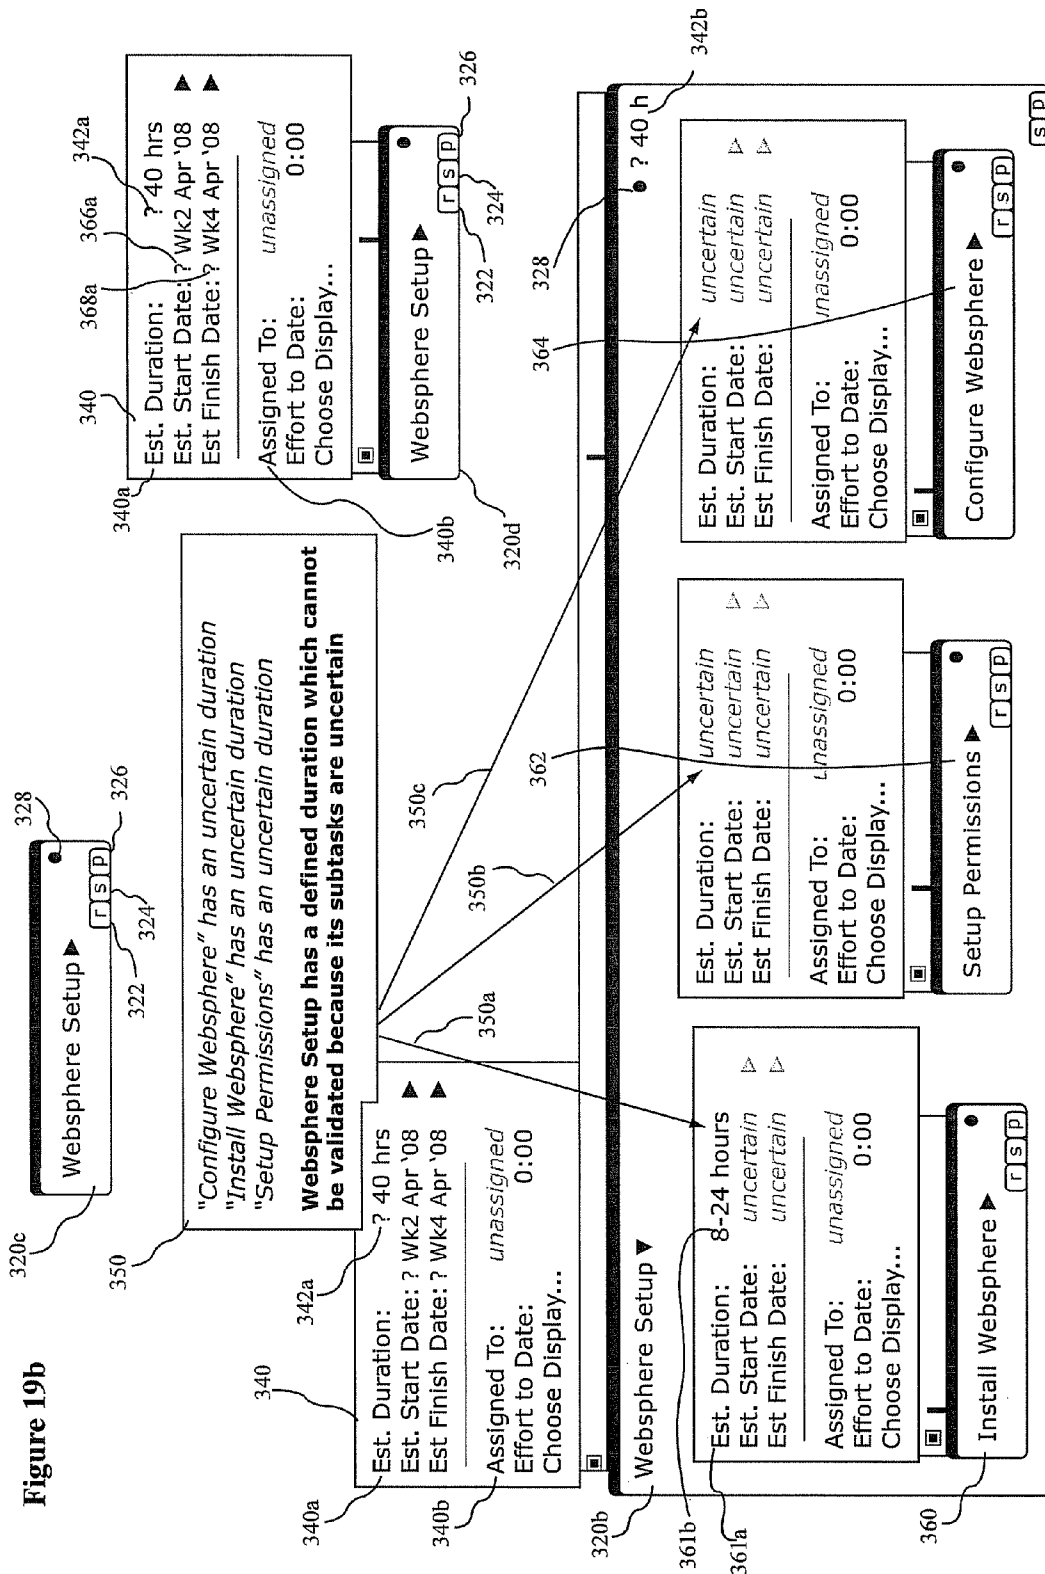 Figure 19b
320c
Websphere Setup ▶
328
r s p
322
324
326
350
"Configure Websphere" has an uncertain duration
"Install Websphere" has an uncertain duration
"Setup Permissions" has an uncertain duration
Websphere Setup has a defined duration which cannot
be validated because its subtasks are uncertain
340
340a
342a
Est. Duration: ? 40 hrs
Est. Start Date: ? Wk2 Apr '08
Est Finish Date: ? Wk4 Apr '08
340b
Assigned To: unassigned
Effort to Date: 0:00
Choose Display...
340
340a
368a
366a
342a
Est. Duration: ? 40 hrs
Est. Start Date: ? Wk2 Apr '08
Est Finish Date: ? Wk4 Apr '08
Assigned To: unassigned
Effort to Date: 0:00
Choose Display...
340b
320d
Websphere Setup ▶
r s p
322
324
326
350a
350b
350c
320b
Websphere Setup ▼
328
? 40 h
342b
s p
361b
361a
Est. Duration: 8-24 hours
Est. Start Date: uncertain
Est Finish Date: uncertain
Assigned To: unassigned
Effort to Date: 0:00
Choose Display...
360
Install Websphere ▶
r s p
362
Est. Duration: uncertain
Est. Start Date: uncertain
Est Finish Date: uncertain
Assigned To: unassigned
Effort to Date: 0:00
Choose Display...
Setup Permissions ▶
r s p
364
Est. Duration: uncertain
Est. Start Date: uncertain
Est Finish Date: uncertain
Assigned To: unassigned
Effort to Date: 0:00
Choose Display...
Configure Websphere ▶
r s p